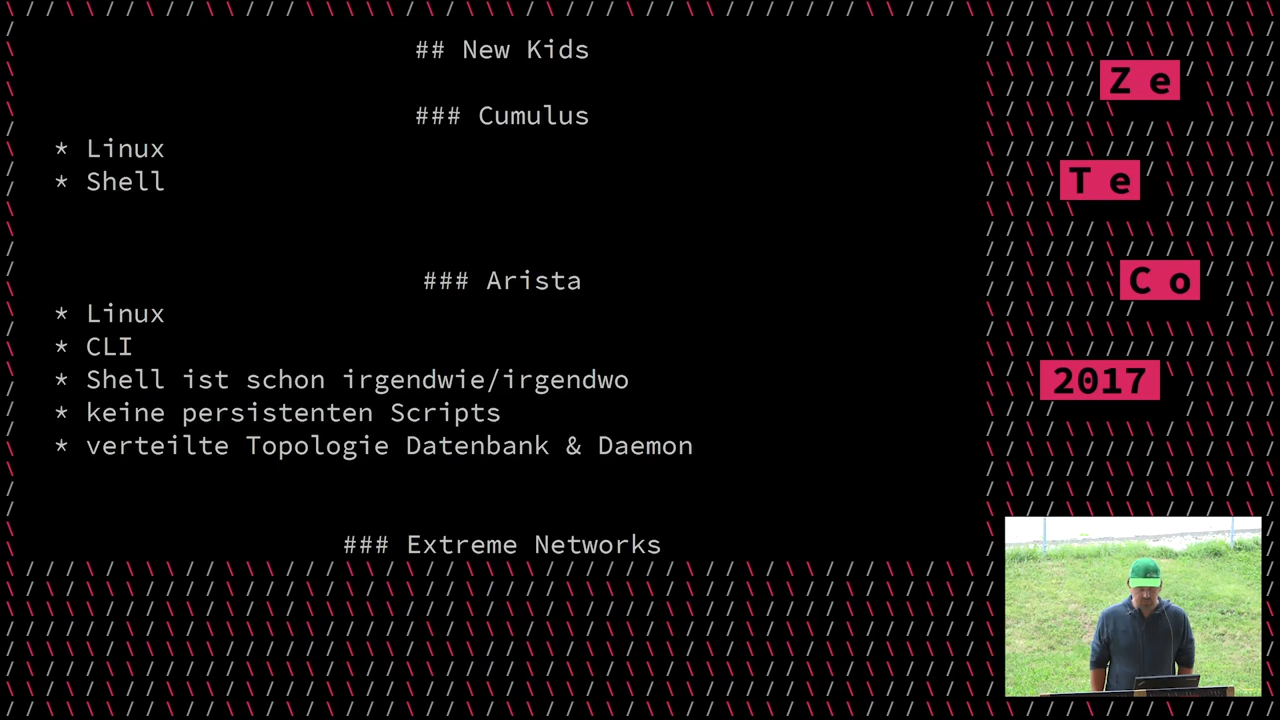 ## New Kids
### Cumulus
* Linux
* Shell
### Arista
* Linux
* CLI
* Shell ist schon irgendwie/irgendwo
* keine persistenten Scripts
* verteilte Topologie Datenbank & Daemon
### Extreme Networks
Ze
Te
Co
2017